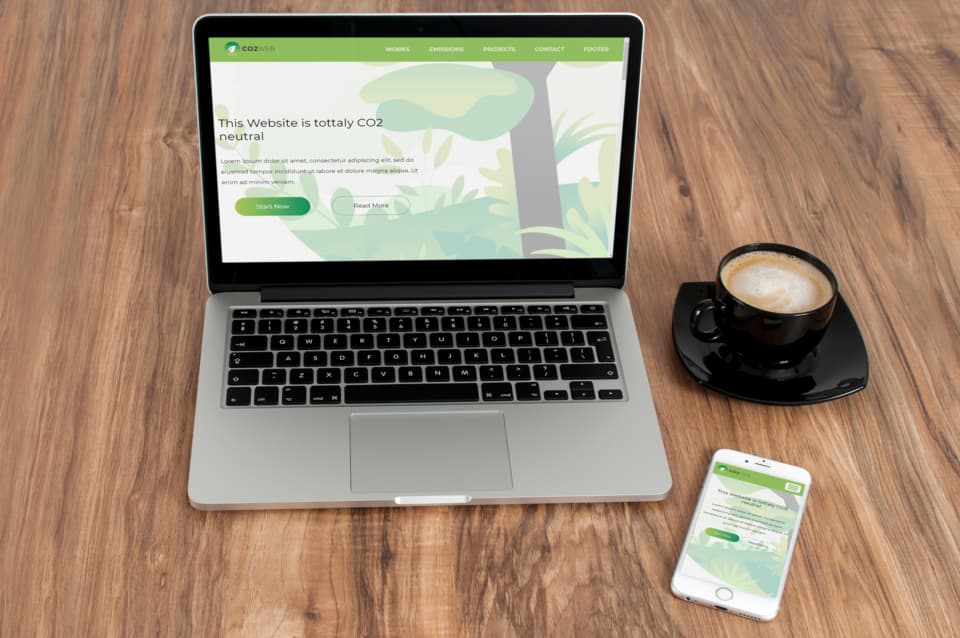 CO2WEB
WORKS EMISSIONS PROJECTS CONTACT FOOTER
This Website is tottaly CO2
neutral
Lorem ipsum dolor sit amet, consectetur adipiscing elit, sed do
eiusmod tempor incididunt ut labore et dolore magna aliqua. Ut
enim ad minim veniam
Start Now Read More
Q W E R T Y U I O P
A S D F G H J K L
Z X C V B N M
cmd cmd
This Website is tottaly CO2
neutral